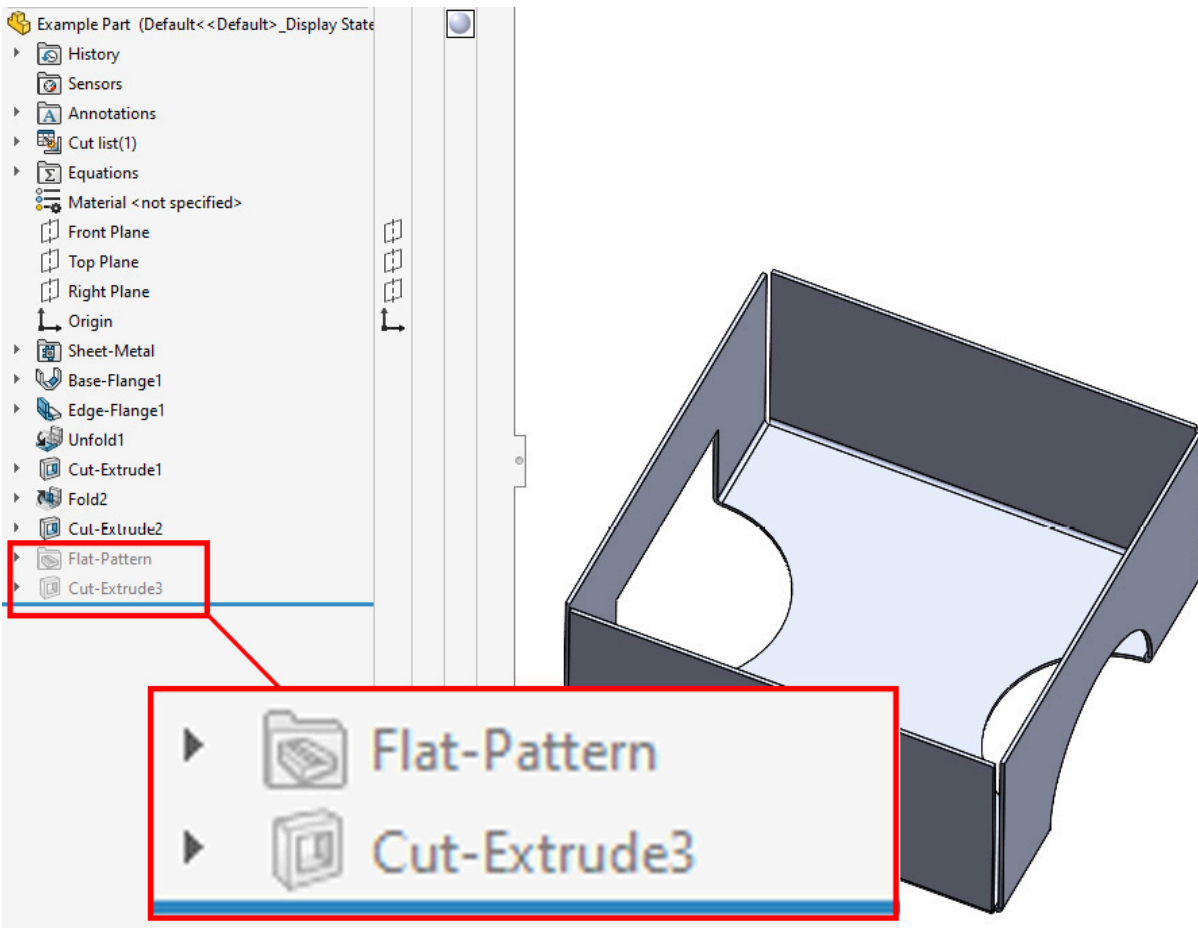 Example Part (Default<<Default>_Display State
History
Sensors
Annotations
Cut list(1)
Equations
Material <not specified>
Front Plane
Top Plane
Right Plane
Origin
Sheet-Metal
Base-Flange1
Edge-Flange1
Unfold1
Cut-Extrude1
Fold2
Cut-Extrude2
Flat-Pattern
Cut-Extrude3
Flat-Pattern
Cut-Extrude3